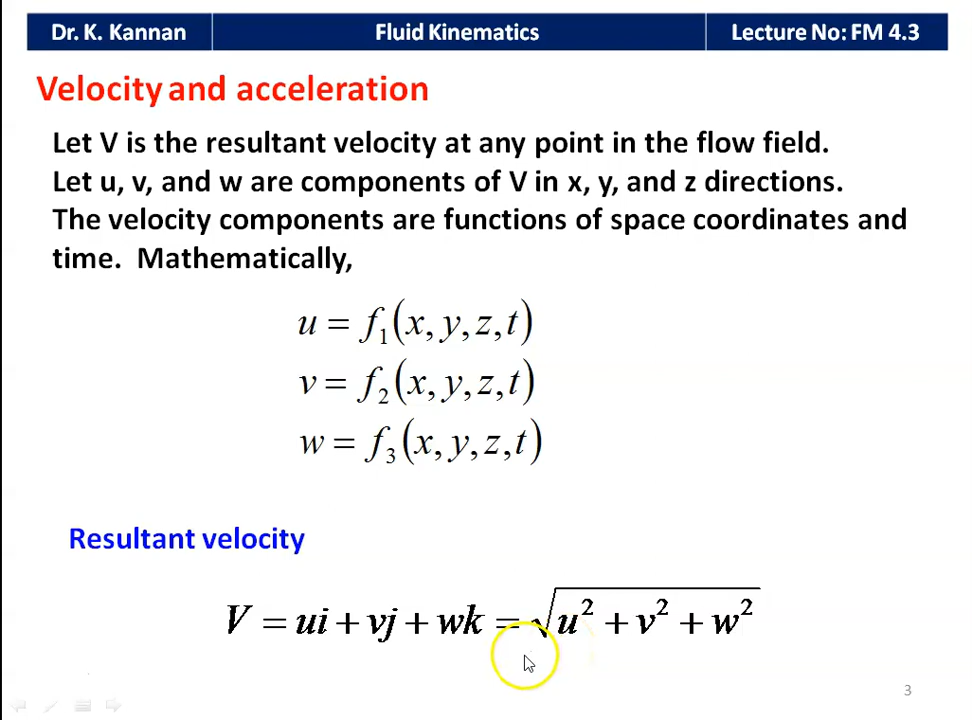 Dr. K. Kannan Fluid Kinematics Lecture No: FM 4.3
Velocity and acceleration
Let V is the resultant velocity at any point in the flow field.
Let u, v, and w are components of V in x, y, and z directions.
The velocity components are functions of space coordinates and
time. Mathematically,
u = f₁(x, y, z, t)
v = f₂(x, y, z, t)
w = f₃(x, y, z, t)
Resultant velocity
V = ui + vj + wk = √(u² + v² + w²)
3